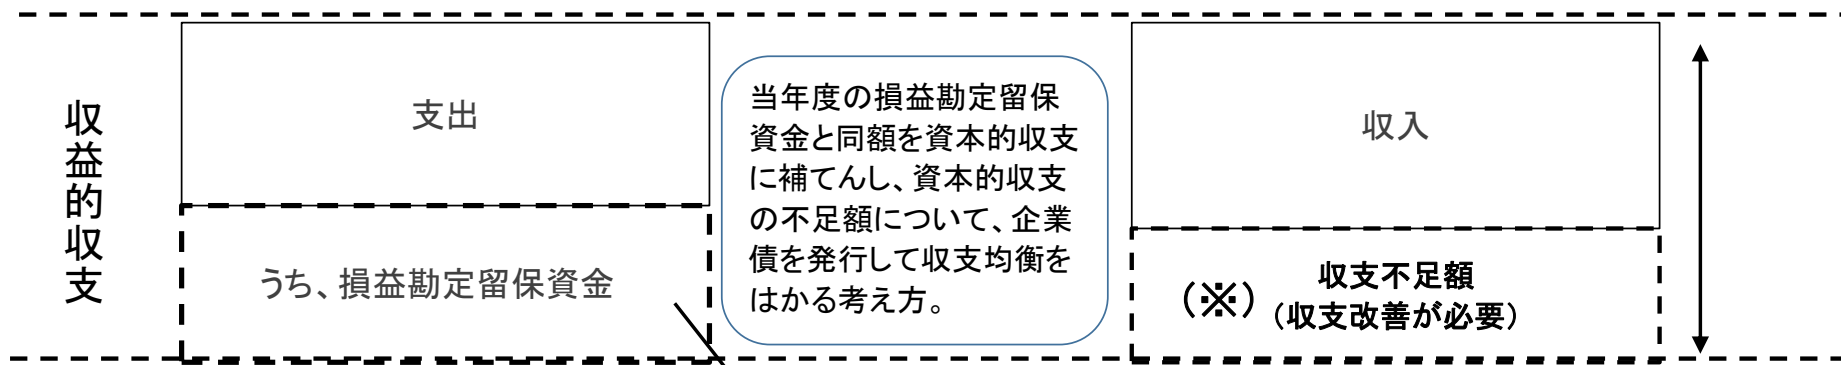 収益的収支
支出
うち、損益勘定留保資金
当年度の損益勘定留保
資金と同額を資本的収支
に補てんし、資本的収支
の不足額について、企業
債を発行して収支均衡を
はかる考え方。
収入
(※)
収支不足額
（収支改善が必要）